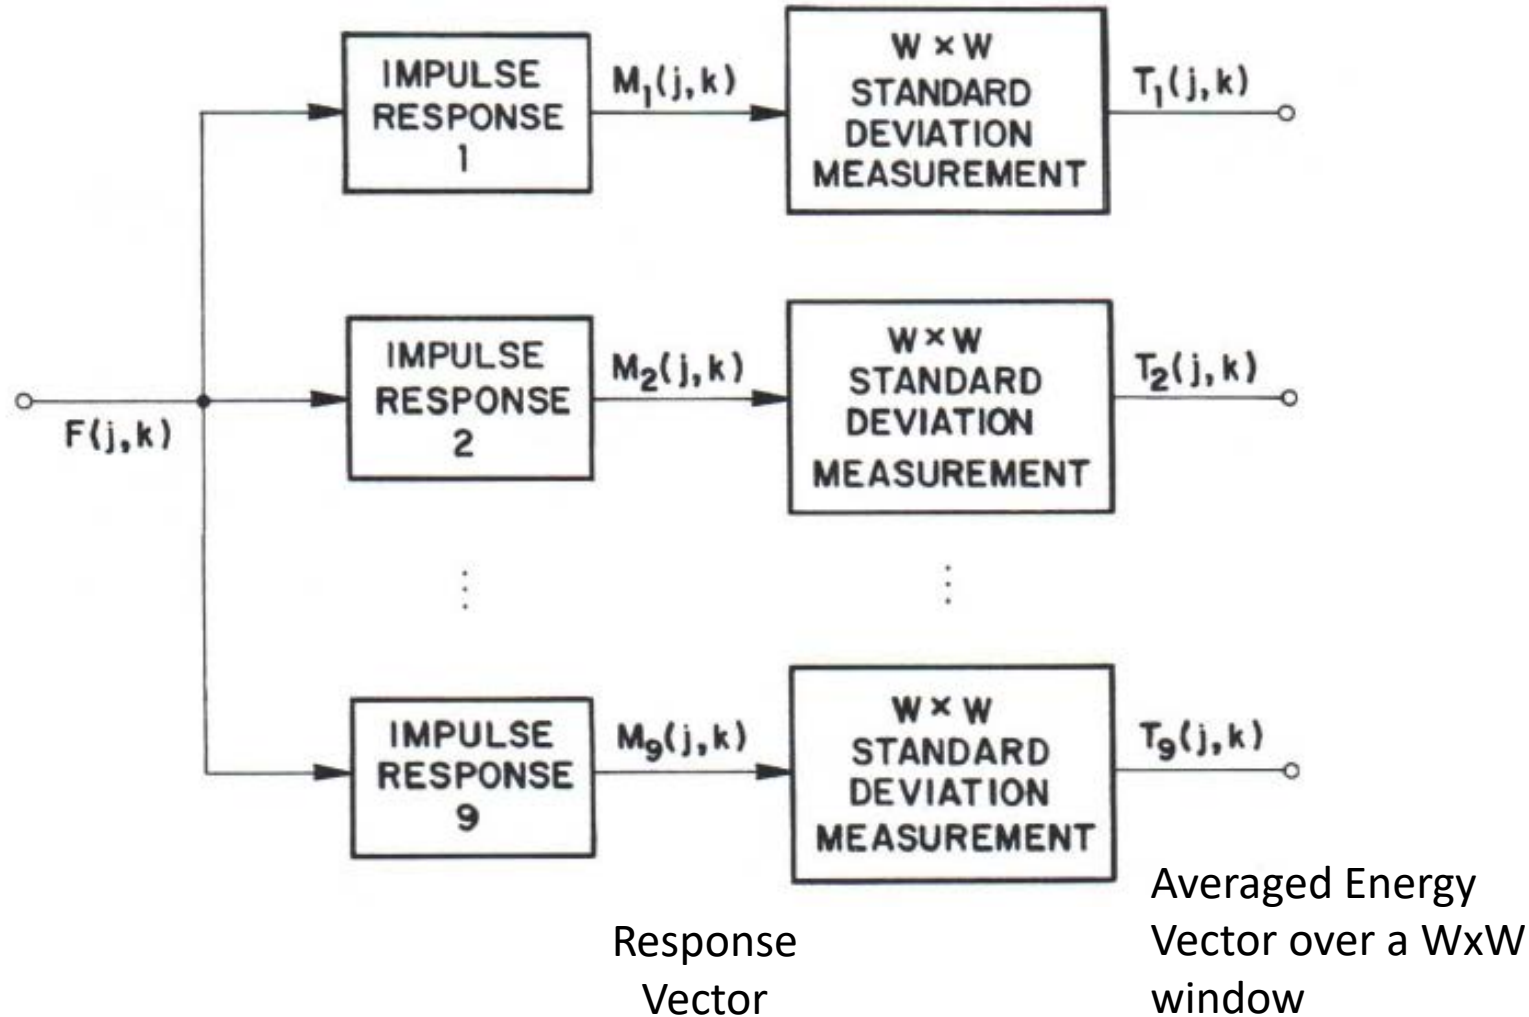 IMPULSE
RESPONSE
1
M₁(j,k)
W × W
STANDARD
DEVIATION
MEASUREMENT
T₁(j,k)
F(j,k)
IMPULSE
RESPONSE
2
M₂(j,k)
W × W
STANDARD
DEVIATION
MEASUREMENT
T₂(j,k)
IMPULSE
RESPONSE
9
M₉(j,k)
W × W
STANDARD
DEVIATION
MEASUREMENT
T₉(j,k)
Response
Vector
Averaged Energy
Vector over a WxW
window